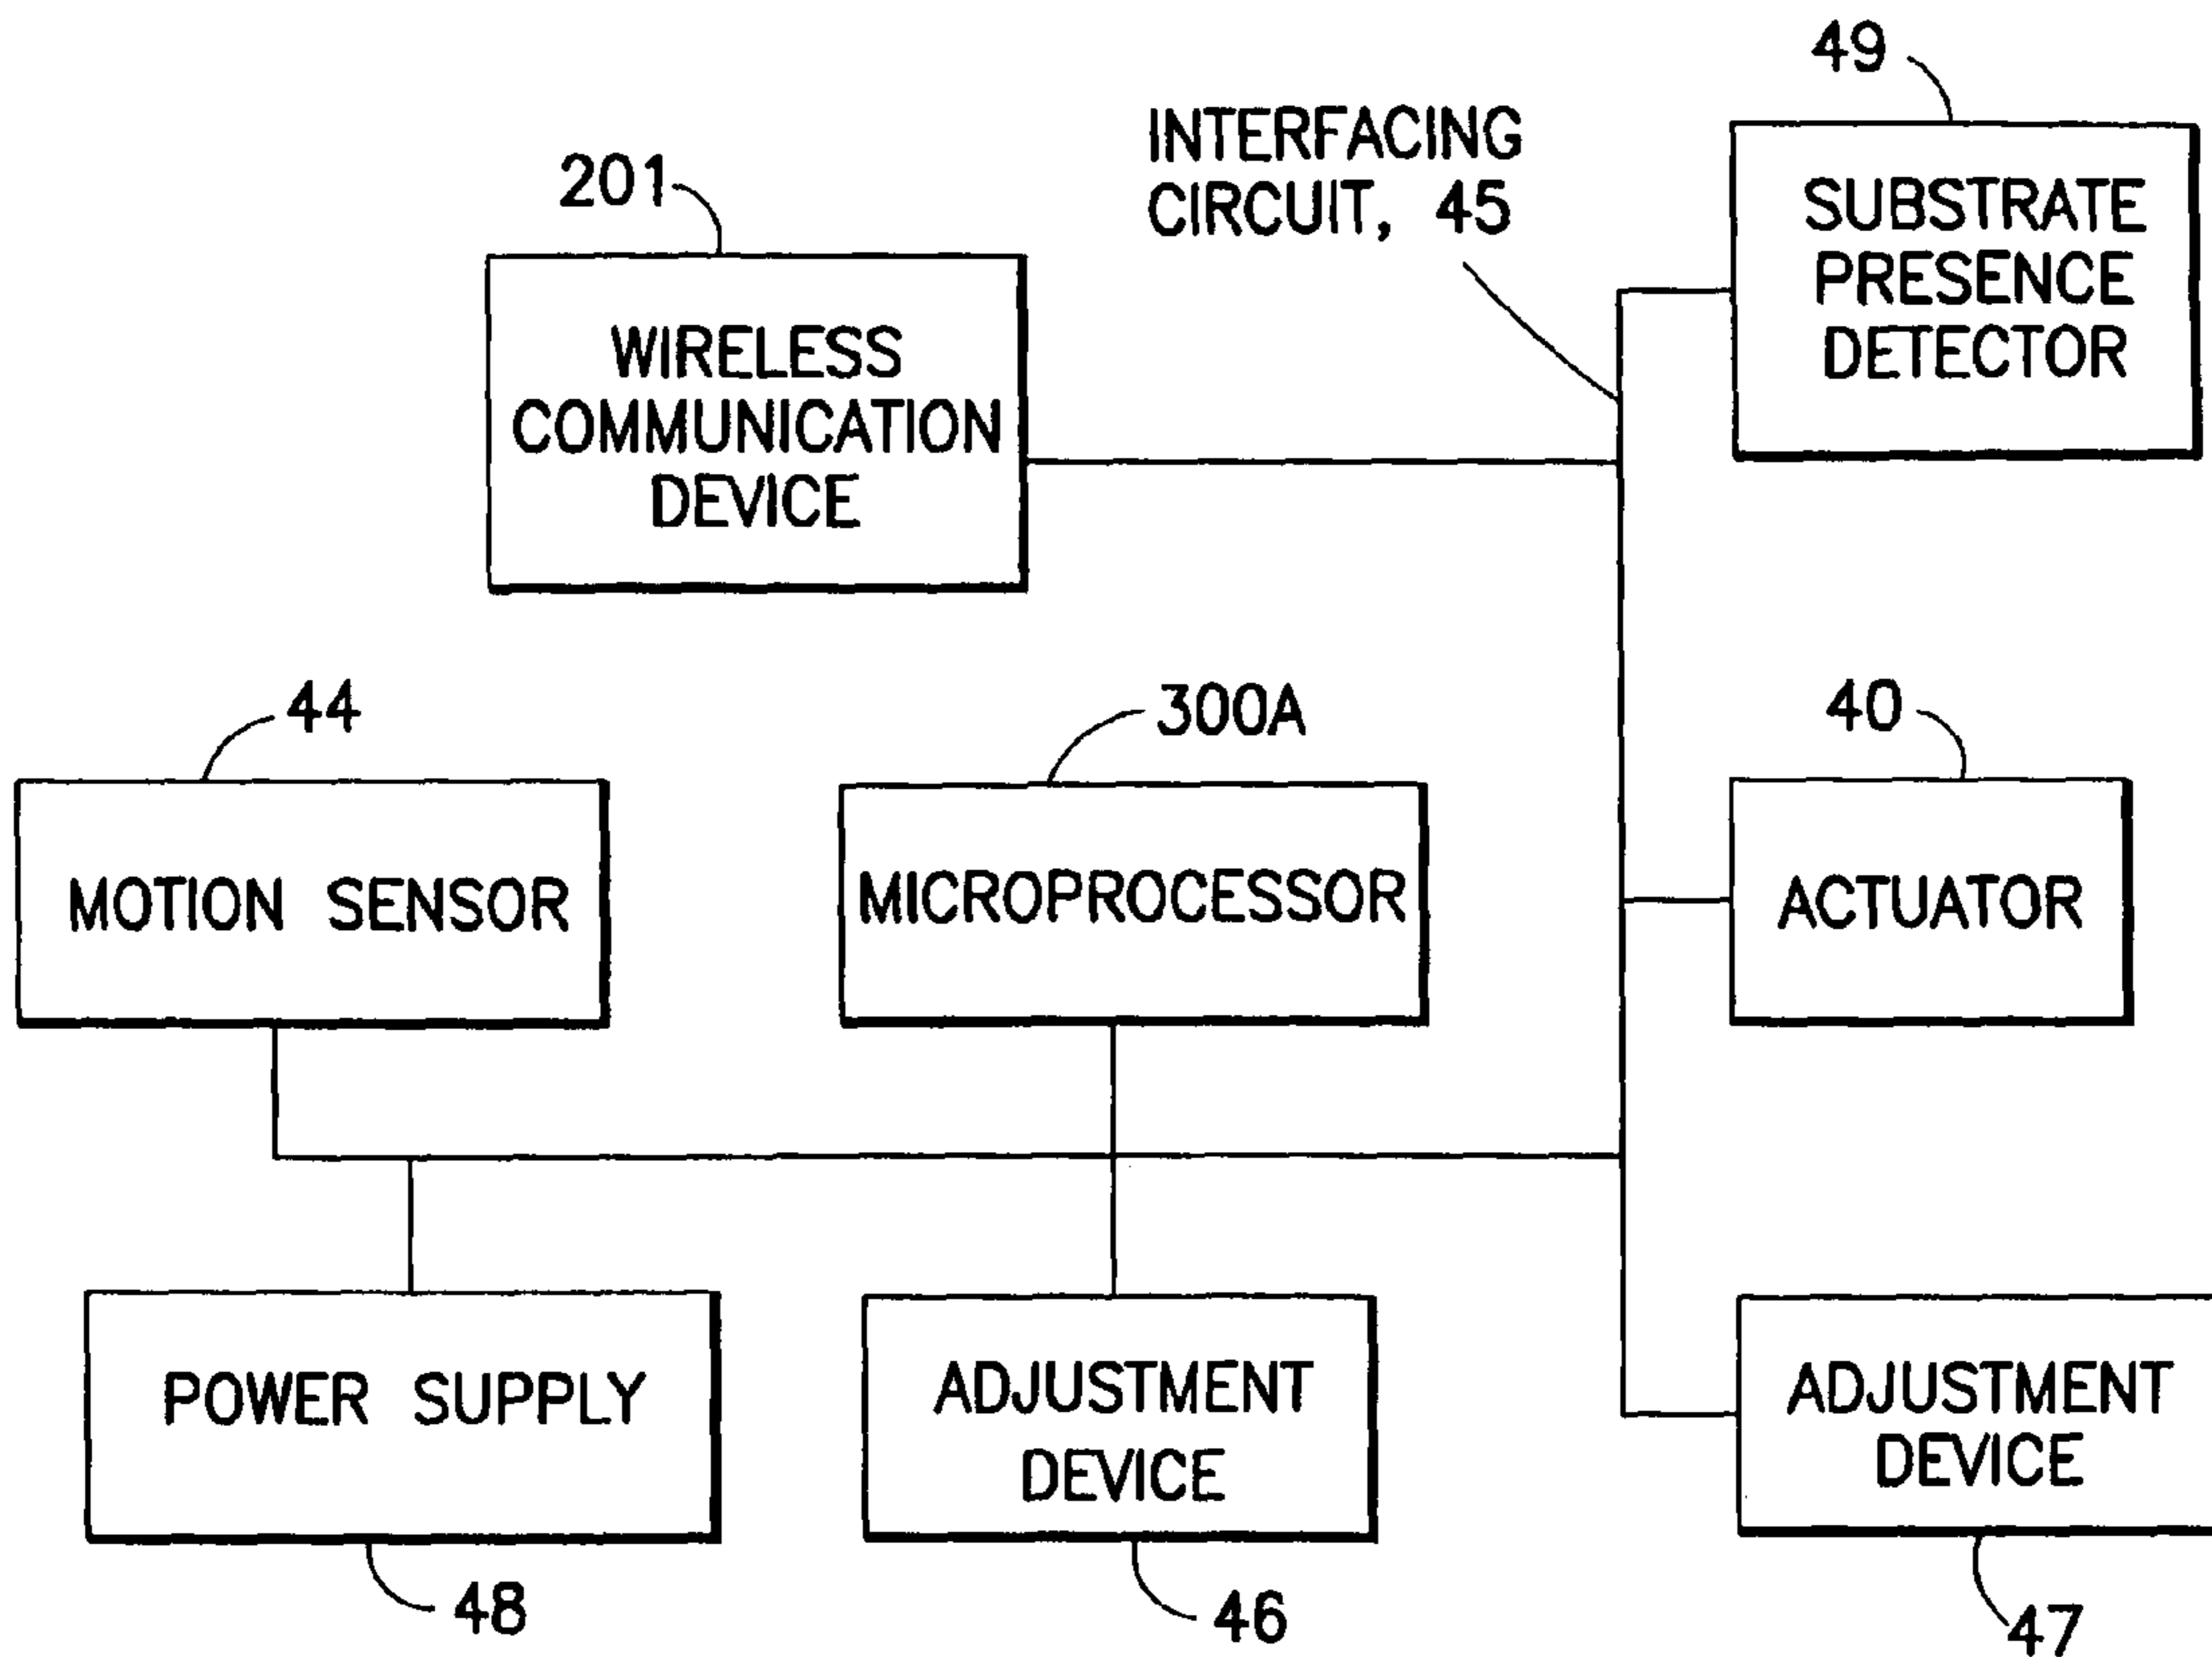 49
INTERFACING
CIRCUIT, 45
201
SUBSTRATE
PRESENCE
DETECTOR
WIRELESS
COMMUNICATION
DEVICE
44
300A
40
MOTION SENSOR
MICROPROCESSOR
ACTUATOR
POWER SUPPLY
ADJUSTMENT
DEVICE
ADJUSTMENT
DEVICE
48
46
47